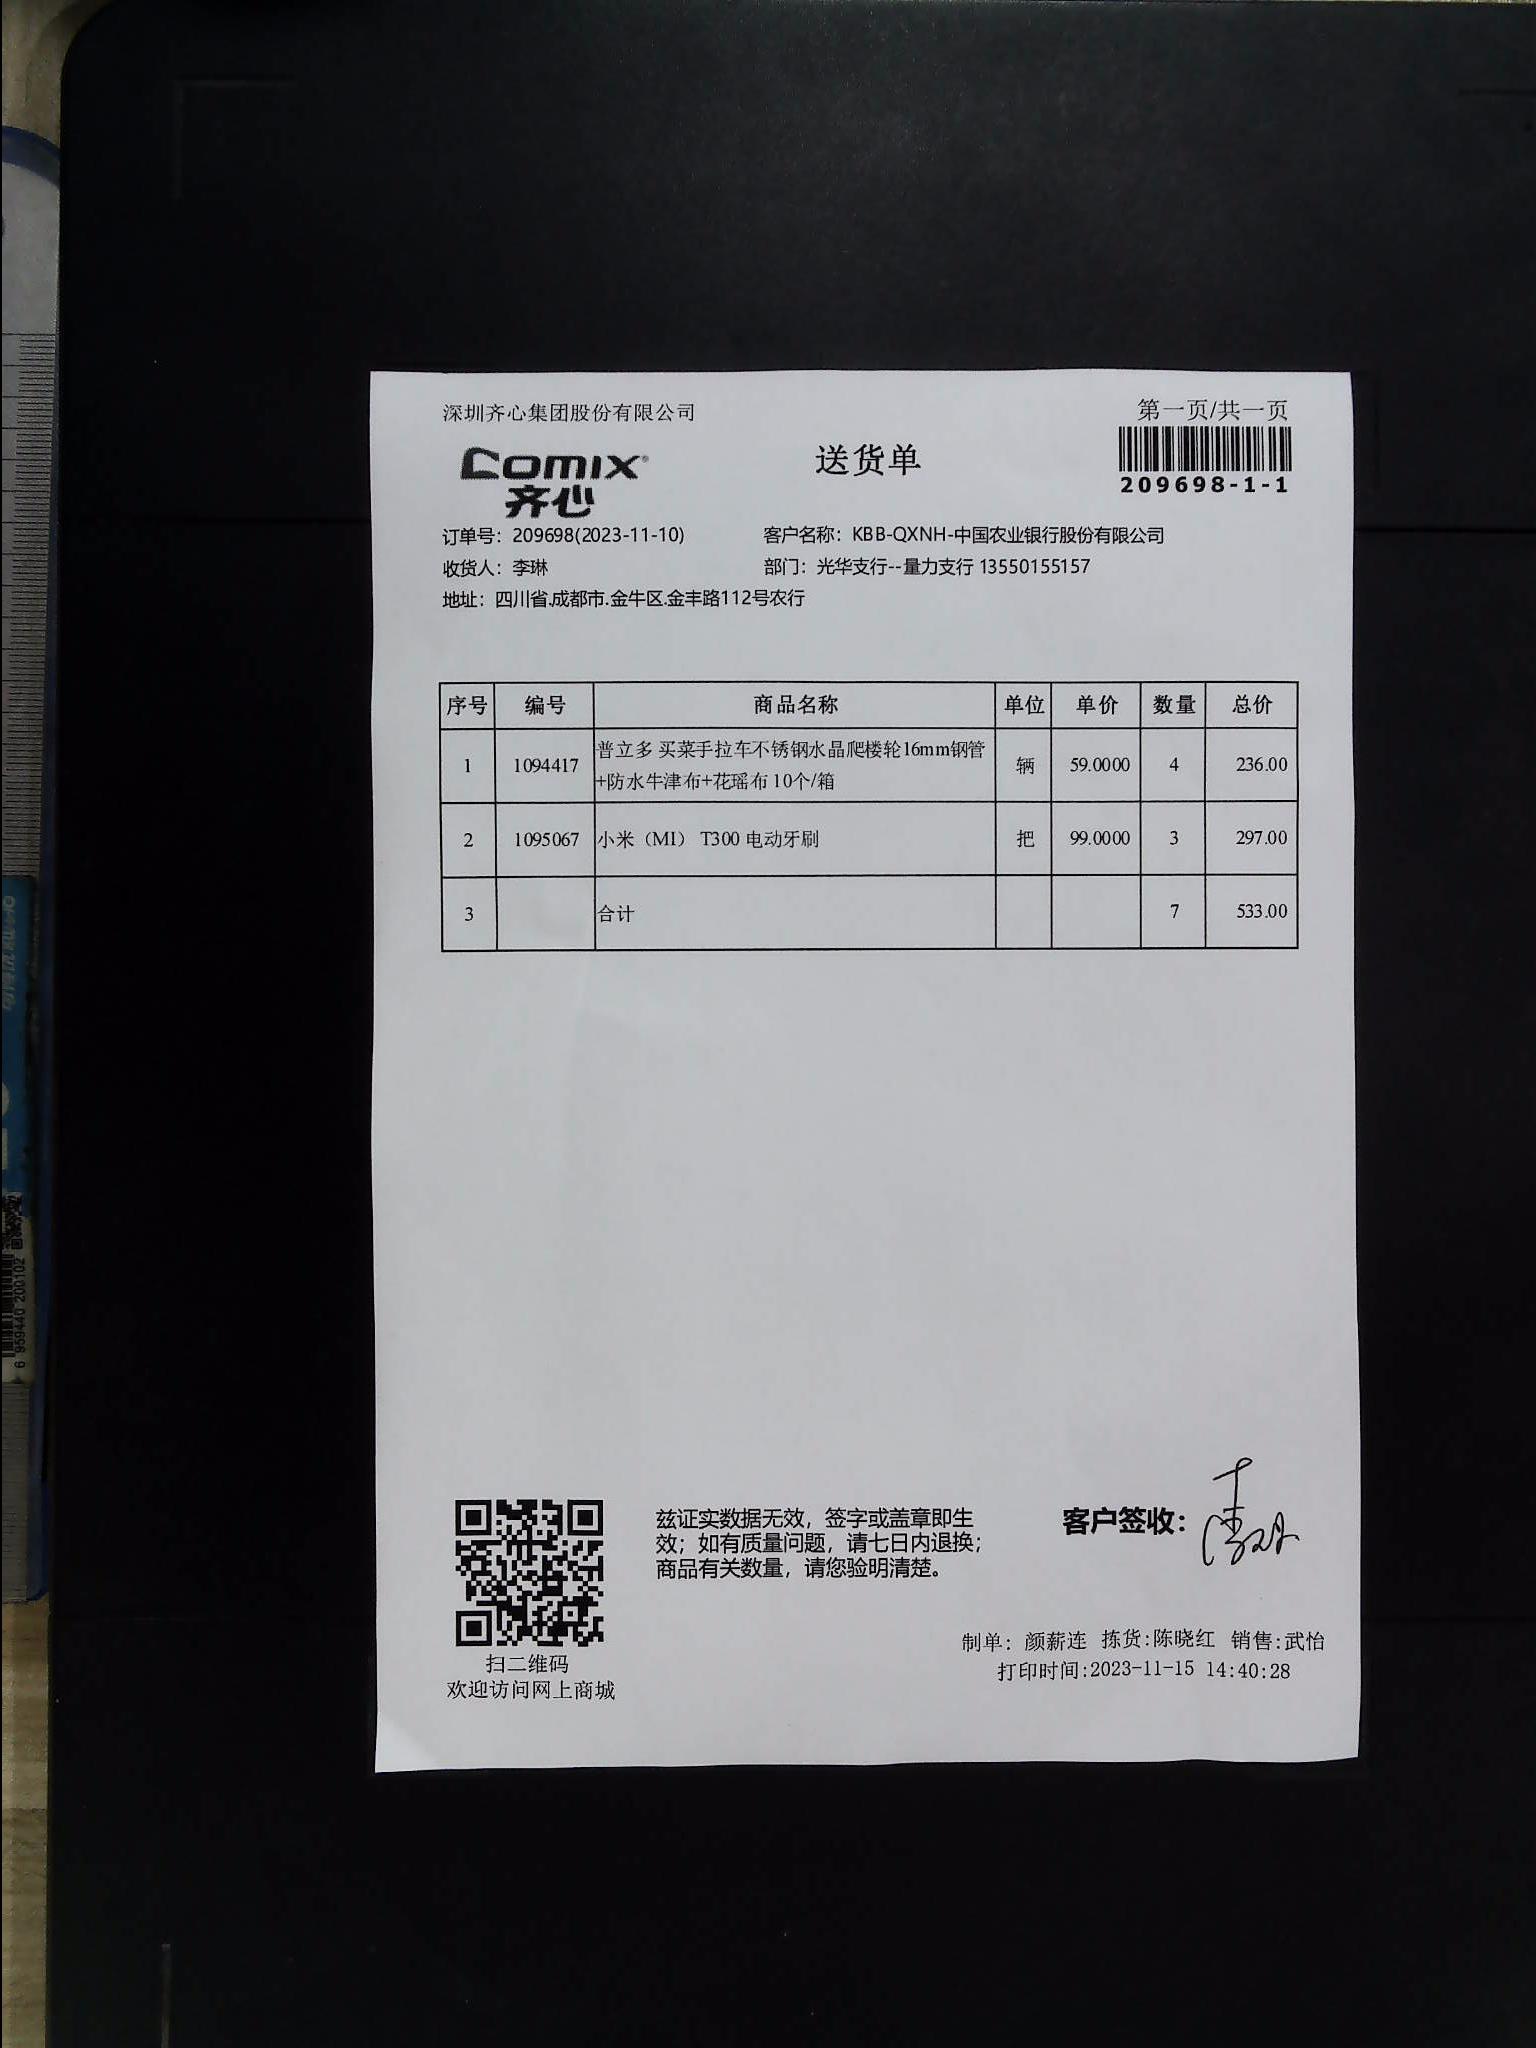 深圳齐心集团股份有限公司
第一页/共一页
Comix
齐心
送货单
209698-1-1
订单号：209698(2023-11-10) 客户名称：KBB-QXNH-中国农业银行股份有限公司
收货人：李琳 部门：光华支行--量力支行 13550155157
地址：四川省.成都市.金牛区.金丰路112号农行
序号 编号 商品名称 单位 单价 数量 总价
1 1094417 普立多 买菜手拉车不锈钢水晶爬楼轮16mm钢管 辆 59.0000 4 236.00
+防水牛津布+花瑶布 10个/箱
2 1095067 小米（MI） T300 电动牙刷 把 99.0000 3 297.00
3 合计 7 533.00
兹证实数据无效，签字或盖章即生
效；如有质量问题，请七日内退换；
商品有关数量，请您验明清楚。
客户签收：
扫二维码
欢迎访问网上商城
制单：颜薪连 拣货:陈晓红 销售:武怡
打印时间:2023-11-15 14:40:28
6 959440 200102